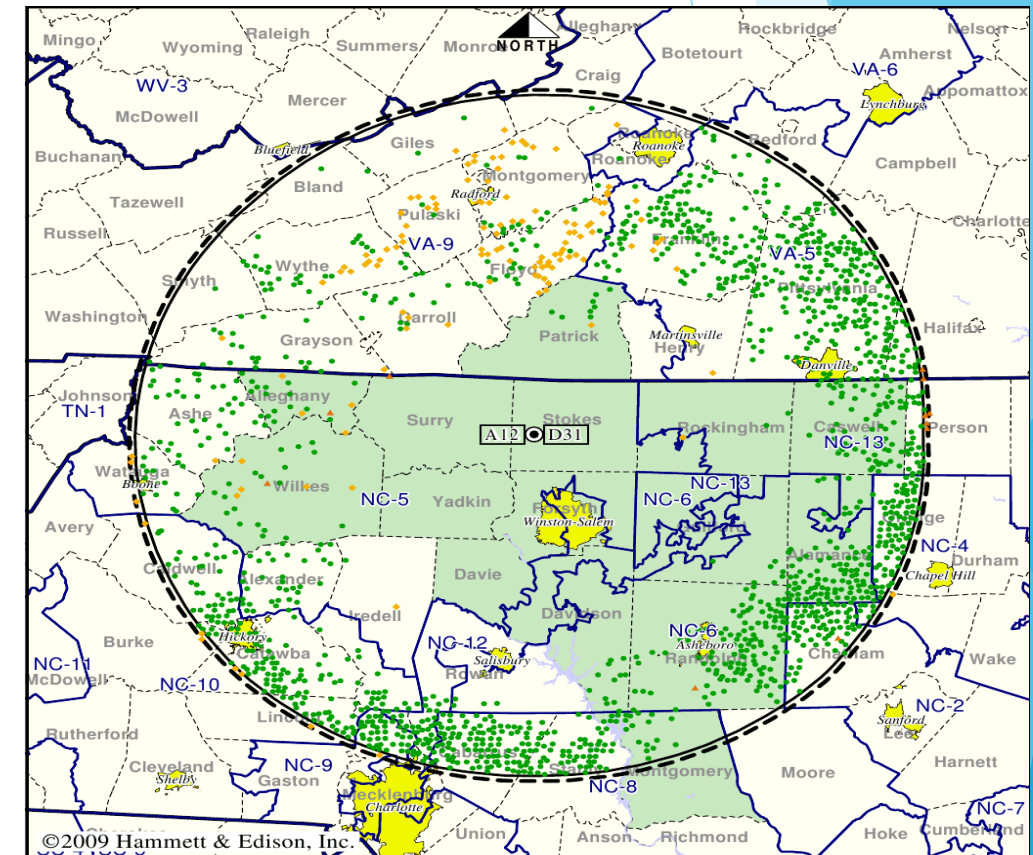 Mingo
Wyoming
Raleigh
Summers
Monro
Alleghany
Rockbridge
Nelson
NORTH
Botetourt
Amherst
Craig
VA-6
WV-3
Mercer
Lynchburg
Appomattox
McDowell
Giles
Roanoke
Bedford
Buchanan
Bluefield
Roanoke
Roanoke
Campbell
Bland
Montgomery
Radford
Tazewell
Pulaski
Charlotte
Russell
VA-9
Franklin
VA-5
Wythe
Floyd
Smyth
Pittsylvania
Washington
Carroll
Halifax
Grayson
Patrick
Martinsville
Henry
Danville
Johnson
Alleghany
TN-1
Ashe
Surry
Stokes
Rockingham
Caswell
Person
A12 D31
NC-13
Watauga
Boone
Wilkes
NC-5
Yadkin
NC-6
NC-13
Forsyth
Winston-Salem
Guilford
nge
Avery
NC-4
Alamance
Durham
Caldwell
Alexander
Davie
Chapel Hill
Iredell
Davidson
Burke
Hickory
NC-12
NC-6
Catawba
Salisbury
Asheboro
Chatham
NC-11
Rowan
Randolph
Wake
McDowell
NC-10
NC-2
Lincoln
Sanford
Rutherford
Lee
Cabarrus
Cleveland
NC-9
Stanly
Montgomery
Moore
Harnett
Shelby
Gaston
NC-8
Mecklenburg
Charlotte
NC-7
Union
Anson
Richmond
Hoke
Cumberland
©2009 Hammett & Edison, Inc.